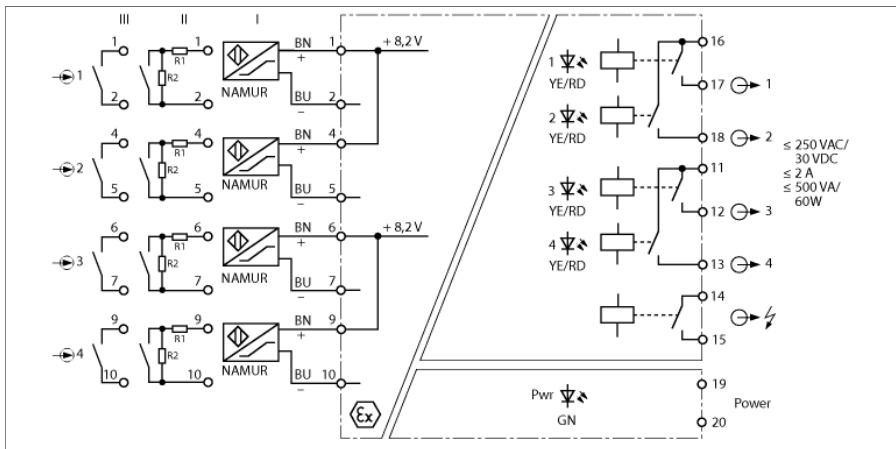 III II I
1 1 BN 1 + 8,2 V
+
R1
1 R2
2 2 NAMUR BU 2
–
4 4 BN 4
+
R1
2 R2
5 5 NAMUR BU 5
–
6 6 BN 6 + 8,2 V
+
R1
3 R2
7 7 NAMUR BU 7
–
9 9 BN 9
+
R1
4 R2
10 10 NAMUR BU 10
–
Ex
16
1
YE/RD
17 1
2
YE/RD
18 2
11
3
YE/RD
12 3
4
YE/RD
13 4
14
15
≤ 250 VAC/
30 VDC
≤ 2 A
≤ 500 VA/
60W
Pwr
GN
19
Power
20